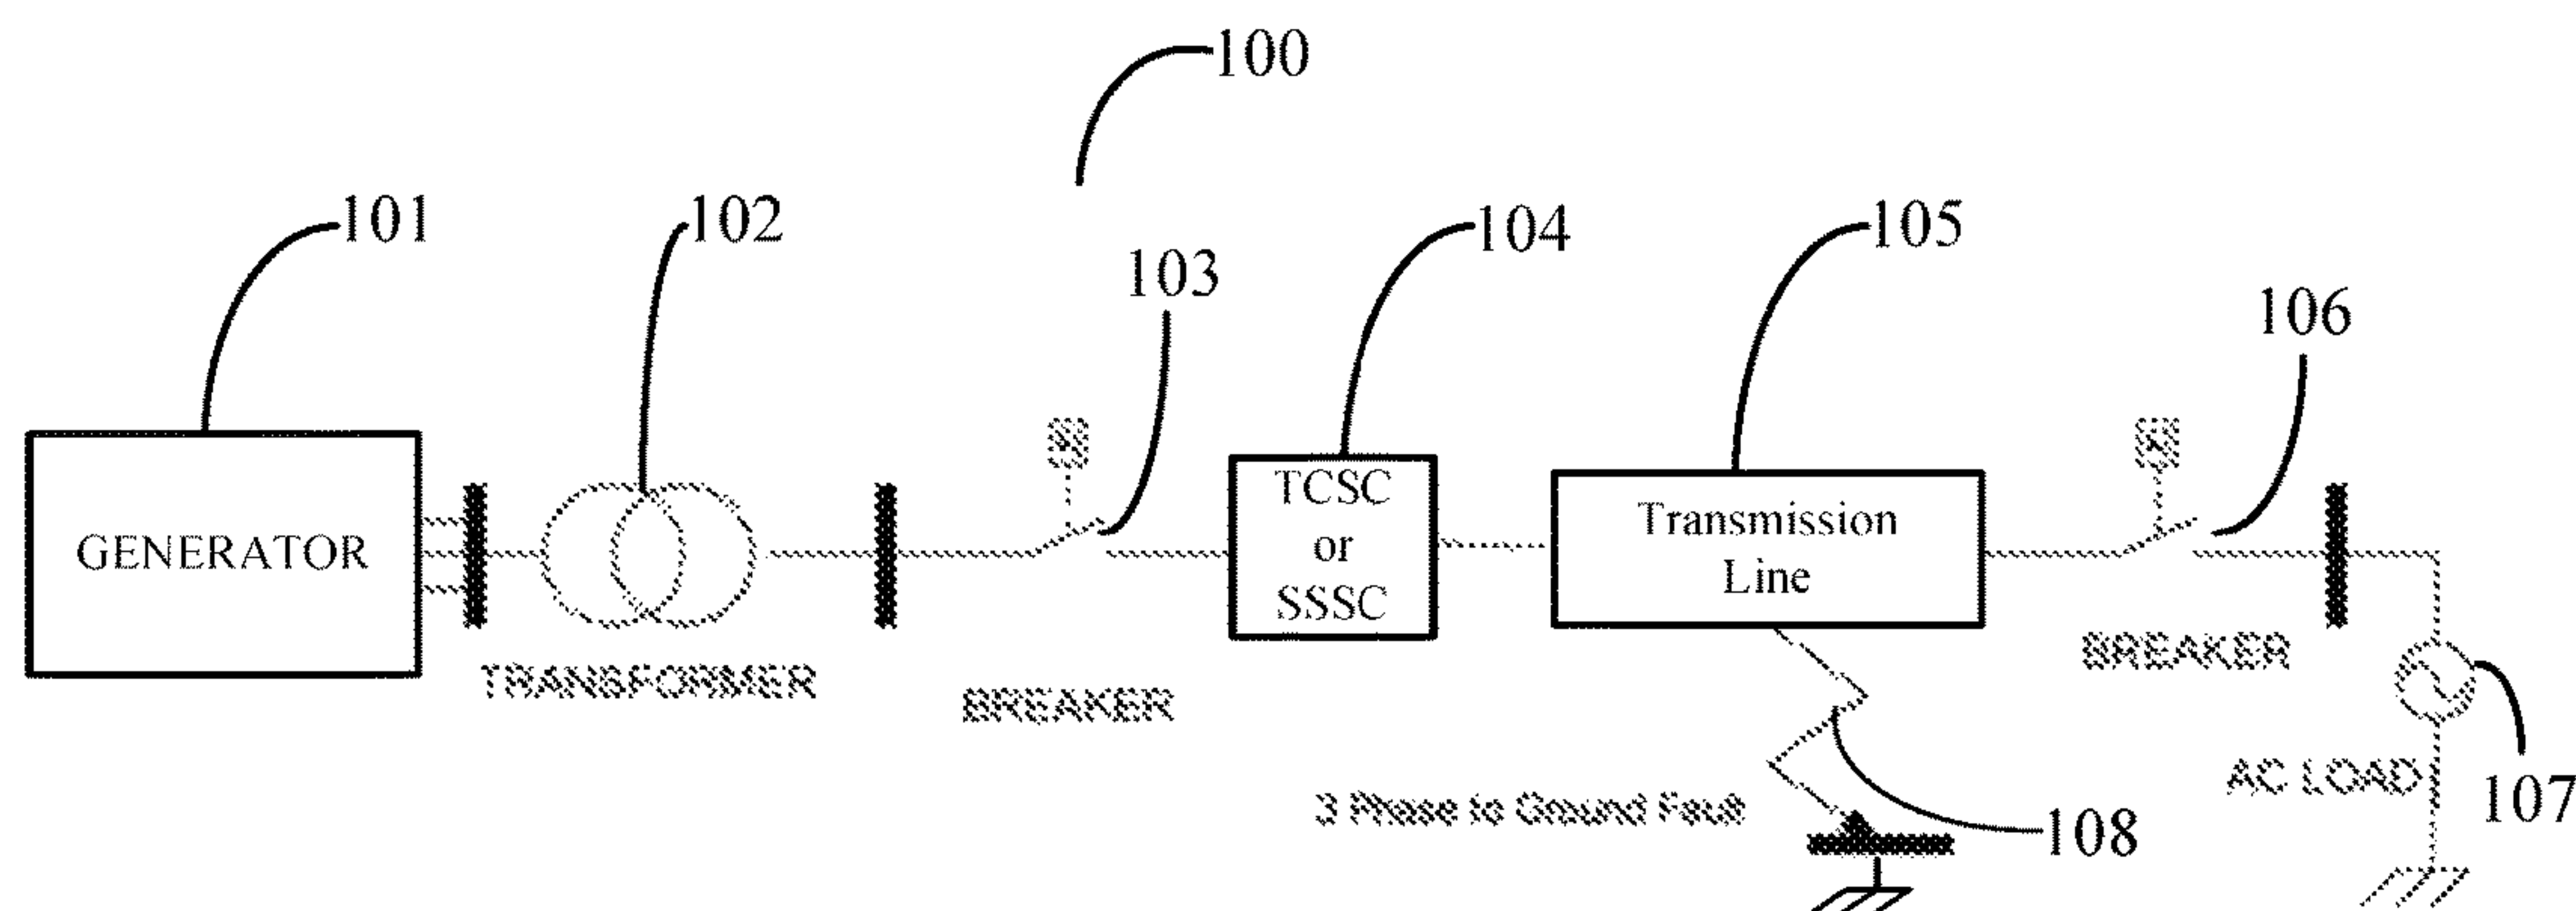 100
101
102
103
104
105
106
GENERATOR
TCSC
or
SSSC
Transmission
Line
TRANSFORMER
BREAKER
BREAKER
3 Phase to Ground Fault
AC LOAD
107
108